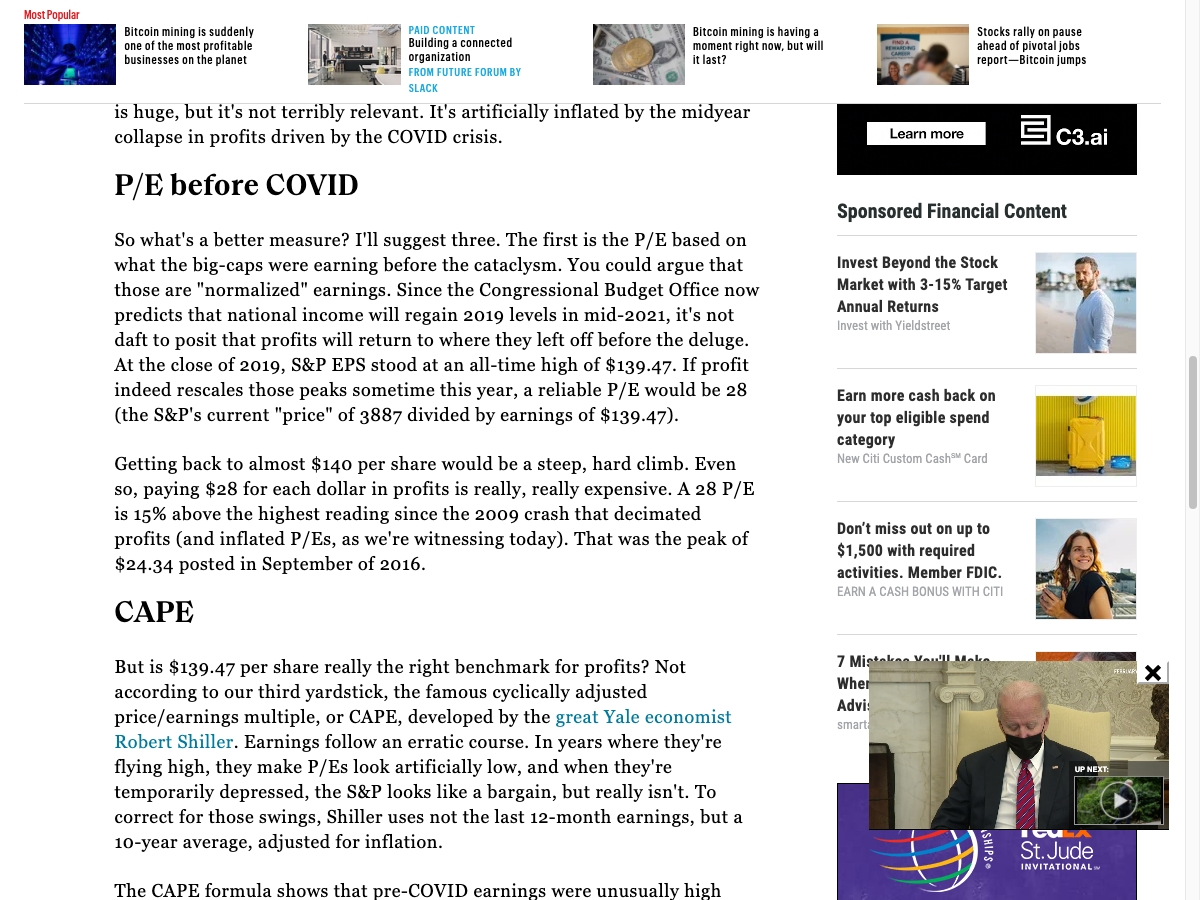 Most Popular
Bitcoin mining is suddenly
one of the most profitable
businesses on the planet
PAID CONTENT
Building a connected
organization
FROM FUTURE FORUM BY
SLACK
Bitcoin mining is having a
moment right now, but will
it last?
Stocks rally on pause
ahead of pivotal jobs
report—Bitcoin jumps
is huge, but it's not terribly relevant. It's artificially inflated by the midyear
collapse in profits driven by the COVID crisis.
P/E before COVID
So what's a better measure? I'll suggest three. The first is the P/E based on
what the big-caps were earning before the cataclysm. You could argue that
those are "normalized" earnings. Since the Congressional Budget Office now
predicts that national income will regain 2019 levels in mid-2021, it's not
daft to posit that profits will return to where they left off before the deluge.
At the close of 2019, S&P EPS stood at an all-time high of $139.47. If profit
indeed rescales those peaks sometime this year, a reliable P/E would be 28
(the S&P's current "price" of 3887 divided by earnings of $139.47).
Getting back to almost $140 per share would be a steep, hard climb. Even
so, paying $28 for each dollar in profits is really, really expensive. A 28 P/E
is 15% above the highest reading since the 2009 crash that decimated
profits (and inflated P/Es, as we're witnessing today). That was the peak of
$24.34 posted in September of 2016.
CAPE
But is $139.47 per share really the right benchmark for profits? Not
according to our third yardstick, the famous cyclically adjusted
price/earnings multiple, or CAPE, developed by the great Yale economist
Robert Shiller. Earnings follow an erratic course. In years where they're
flying high, they make P/Es look artificially low, and when they're
temporarily depressed, the S&P looks like a bargain, but really isn't. To
correct for those swings, Shiller uses not the last 12-month earnings, but a
10-year average, adjusted for inflation.
The CAPE formula shows that pre-COVID earnings were unusually high
Learn more
C3.ai
Sponsored Financial Content
Invest Beyond the Stock
Market with 3-15% Target
Annual Returns
Invest with Yieldstreet
Earn more cash back on
your top eligible spend
category
New Citi Custom Cash℠ Card
Don't miss out on up to
$1,500 with required
activities. Member FDIC.
EARN A CASH BONUS WITH CITI
7 Mistakes You'll Make
When
UP NEXT:
FedEx
St. Jude
INVITATIONAL